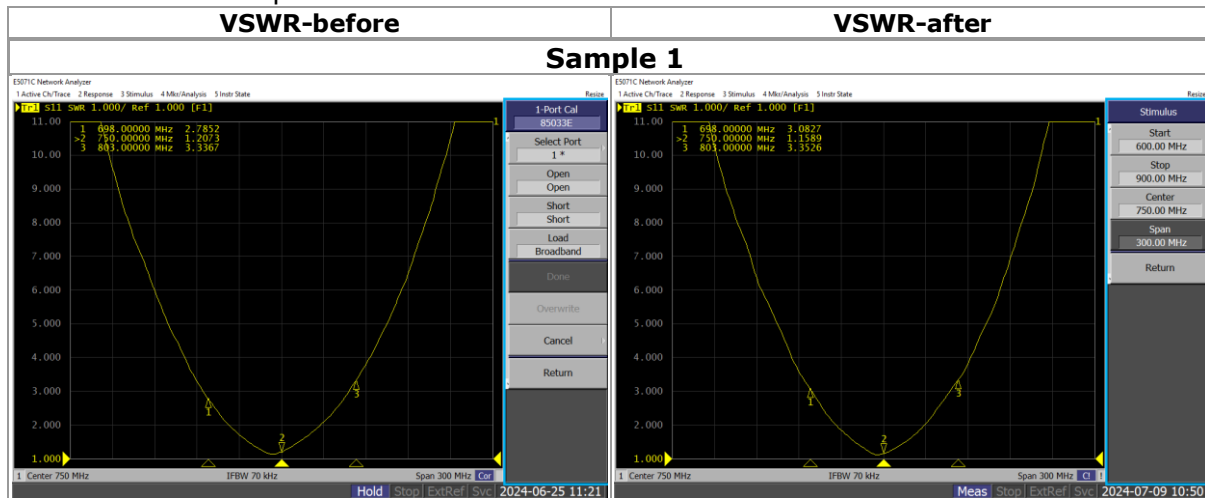 VSWR-before VSWR-after
Sample 1
E5071C Network Analyzer
1 Active Ch/Trace 2 Response 3 Stimulus 4 Mkr/Analysis 5 Instr State Resize
Tr1 S11 SWR 1.000/ Ref 1.000 [F1]
11.00
1 698.00000 MHz 2.7852
>2 750.00000 MHz 1.2073
3 803.00000 MHz 3.3367
10.00
9.000
8.000
7.000
6.000
5.000
4.000
3.000
2.000
1.000
1
1
2
3
1-Port Cal
85033E
Select Port
1 *
Open
Open
Short
Short
Load
Broadband
Done
Overwrite
Cancel
Return
1 Center 750 MHz IFBW 70 kHz Span 300 MHz Cor
Hold Stop ExtRef Svc 2024-06-25 11:21
E5071C Network Analyzer
1 Active Ch/Trace 2 Response 3 Stimulus 4 Mkr/Analysis 5 Instr State Resize
Tr1 S11 SWR 1.000/ Ref 1.000 [F1]
11.00
1 698.00000 MHz 3.0827
>2 750.00000 MHz 1.1589
3 803.00000 MHz 3.3526
10.00
9.000
8.000
7.000
6.000
5.000
4.000
3.000
2.000
1.000
1
1
2
3
Stimulus
Start
600.00 MHz
Stop
900.00 MHz
Center
750.00 MHz
Span
300.00 MHz
Return
1 Center 750 MHz IFBW 70 kHz Span 300 MHz C! !
Meas Stop ExtRef Svc 2024-07-09 10:50